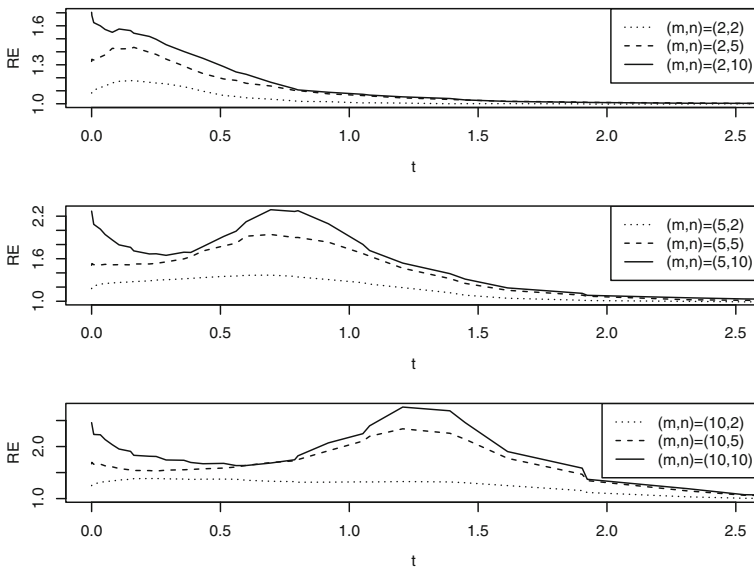 1.6
1.3
1.0
RE
(m,n)=(2,2)
(m,n)=(2,5)
(m,n)=(2,10)
0.0 0.5 1.0 1.5 2.0 2.5
t
2.2
1.6
1.0
RE
(m,n)=(5,2)
(m,n)=(5,5)
(m,n)=(5,10)
0.0 0.5 1.0 1.5 2.0 2.5
t
2.0
1.0
RE
(m,n)=(10,2)
(m,n)=(10,5)
(m,n)=(10,10)
0.0 0.5 1.0 1.5 2.0 2.5
t